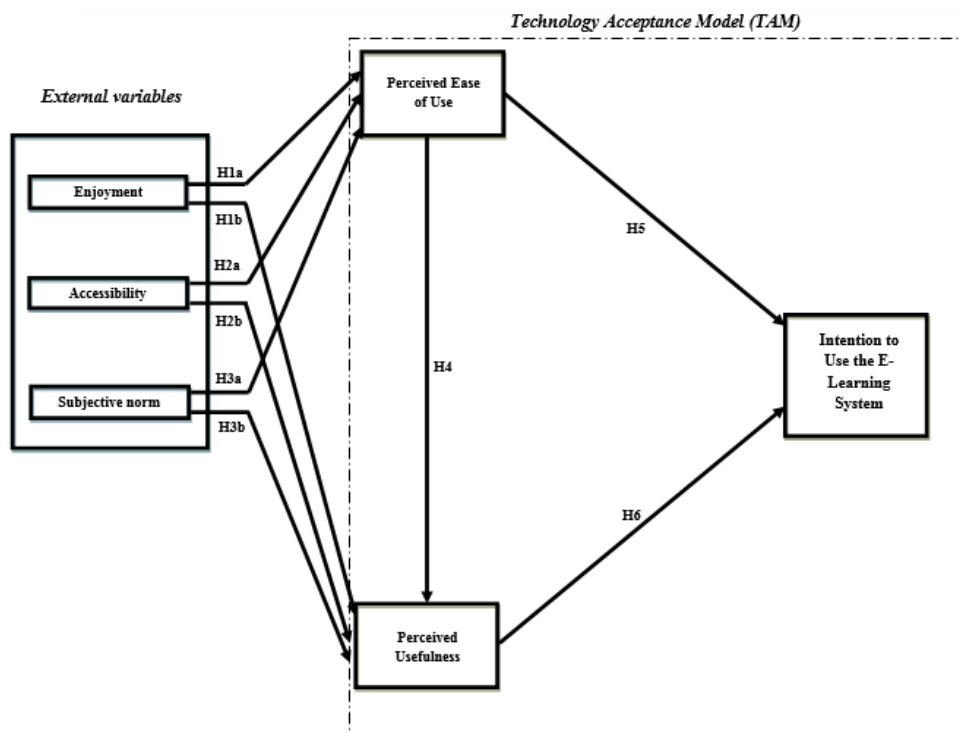 Technology Acceptance Model (TAM)
External variables
Perceived Ease
of Use
Enjoyment
Accessibility
Subjective norm
H1a
H1b
H2a
H2b
H3a
H3b
H4
H5
H6
Perceived
Usefulness
Intention to
Use the E-
Learning
System